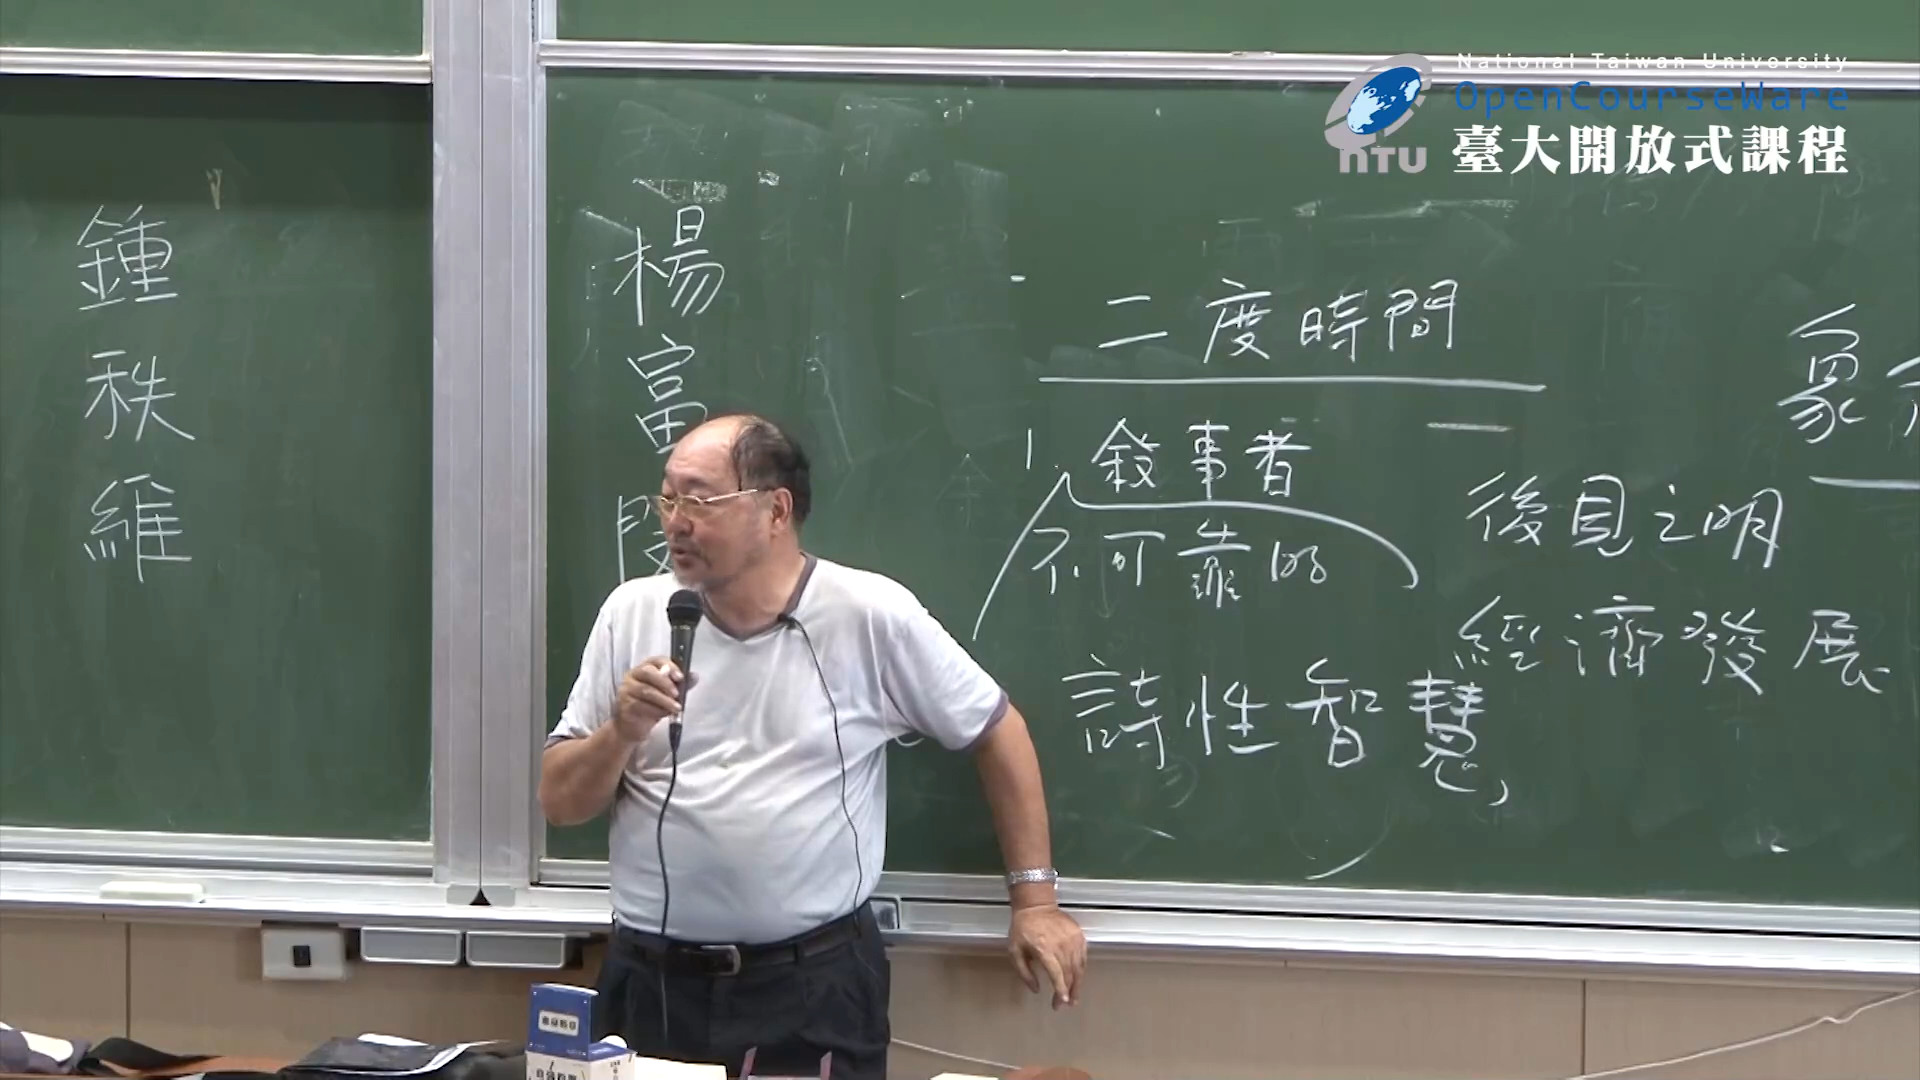 National Taiwan University
OpenCourseWare
臺大開放式課程
nTU
鍾秩維
楊富閔
二度時間
1. 敘事者
不可靠的
詩性智慧,
後見之明
經濟發展
象